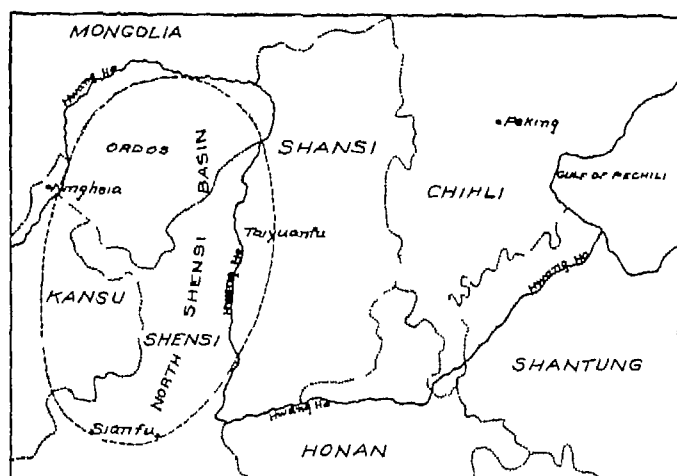 MONGOLIA
Hwang Ho
ORDOS
Ninghsia
SHANSI
Peking
CHIHLI
GULF OF PECHILI
Taiyuanfu
KANSU
Hwang Ho
NORTH SHENSI BASIN
SHENSI
Hwang Ho
SHANTUNG
Sianfu
Hwang Ho
HONAN